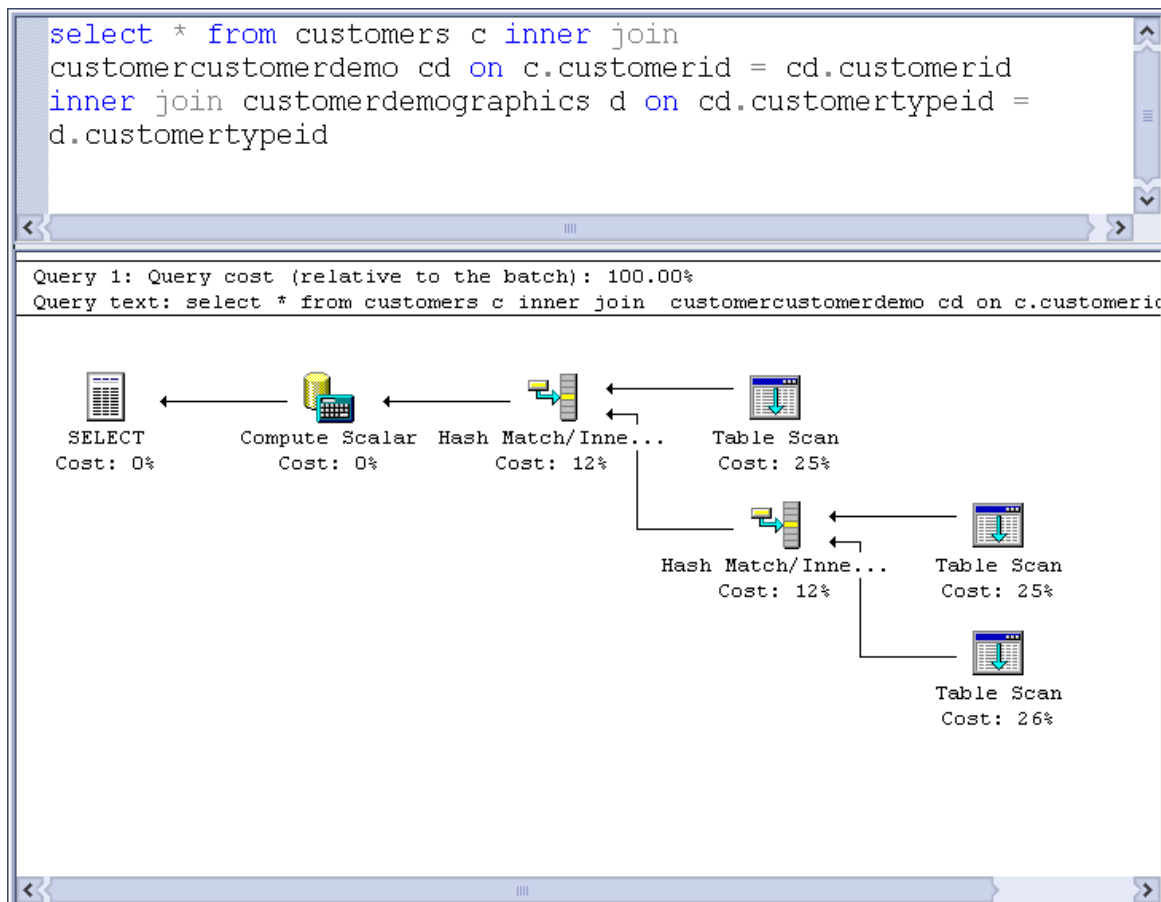 select * from customers c inner join
customercustomerdemo cd on c.customerid = cd.customerid
inner join customerdemographics d on cd.customertypeid =
d.customertypeid
Query 1: Query cost (relative to the batch): 100.00%
Query text: select * from customers c inner join  customercustomerdemo cd on c.customeric
SELECT
Cost: 0%
Compute Scalar
Cost: 0%
Hash Match/Inne...
Cost: 12%
Table Scan
Cost: 25%
Hash Match/Inne...
Cost: 12%
Table Scan
Cost: 25%
Table Scan
Cost: 26%